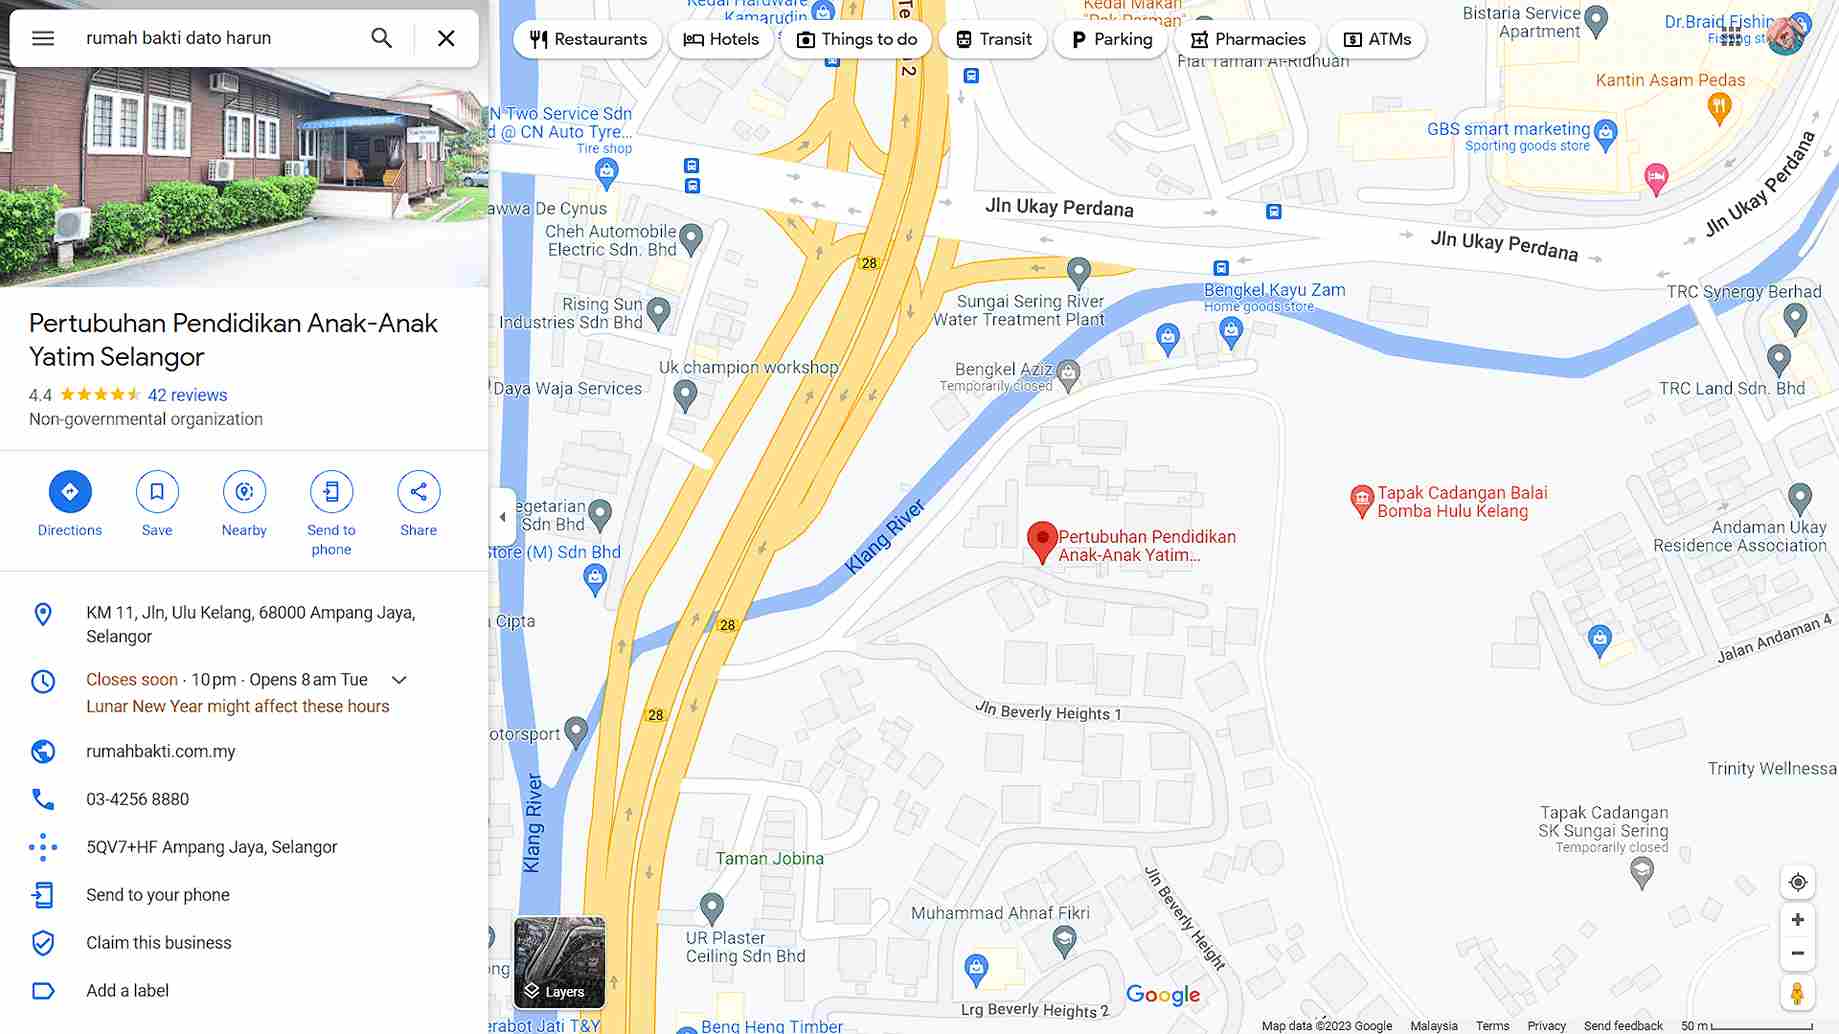 rumah bakti dato harun
Restaurants
Hotels
Things to do
Transit
Parking
Pharmacies
ATMs
Pertubuhan Pendidikan Anak-Anak
Yatim Selangor
4.4
42 reviews
Non-governmental organization
Directions
Save
Nearby
Send to
phone
Share
KM 11, Jln, Ulu Kelang, 68000 Ampang Jaya,
Selangor
Closes soon · 10 pm · Opens 8 am Tue
Lunar New Year might affect these hours
rumahbakti.com.my
03-4256 8880
5QV7+HF Ampang Jaya, Selangor
Send to your phone
Claim this business
Add a label
Kamarudin
Kedai Makan
Bistaria Service
Apartment
Dr.Braid Fishing
Flat Taman Al-Ridhuan
Kantin Asam Pedas
GBS smart marketing
Sporting goods store
N Two Service Sdn
d @ CN Auto Tyre...
Tire shop
awwa De Cynus
Cheh Automobile
Electric Sdn. Bhd
Jln Ukay Perdana
Jln Ukay Perdana
Jln Ukay Perdana
28
Rising Sun
Industries Sdn Bhd
Sungai Sering River
Water Treatment Plant
Bengkel Kayu Zam
Home goods store
TRC Synergy Berhad
Uk champion workshop
Daya Waja Services
Bengkel Aziz
Temporarily closed
TRC Land Sdn. Bhd
egetarian
Sdn Bhd
Store (M) Sdn Bhd
Klang River
Pertubuhan Pendidikan
Anak-Anak Yatim...
Tapak Cadangan Balai
Bomba Hulu Kelang
Andaman Ukay
Residence Association
Cipta
28
Jalan Andaman 4
28
otorsport
Jln Beverly Heights 1
Trinity Wellnessa
Klang River
Tapak Cadangan
SK Sungai Sering
Temporarily closed
Taman Jobina
Jln Beverly Height
Muhammad Ahnaf Fikri
UR Plaster
Ceiling Sdn Bhd
ong
Layers
Google
Lrg Beverly Heights 2
erabot Jati T&Y
Beng Heng Timber
Map data ©2023 Google
Malaysia
Terms
Privacy
Send feedback
50 m